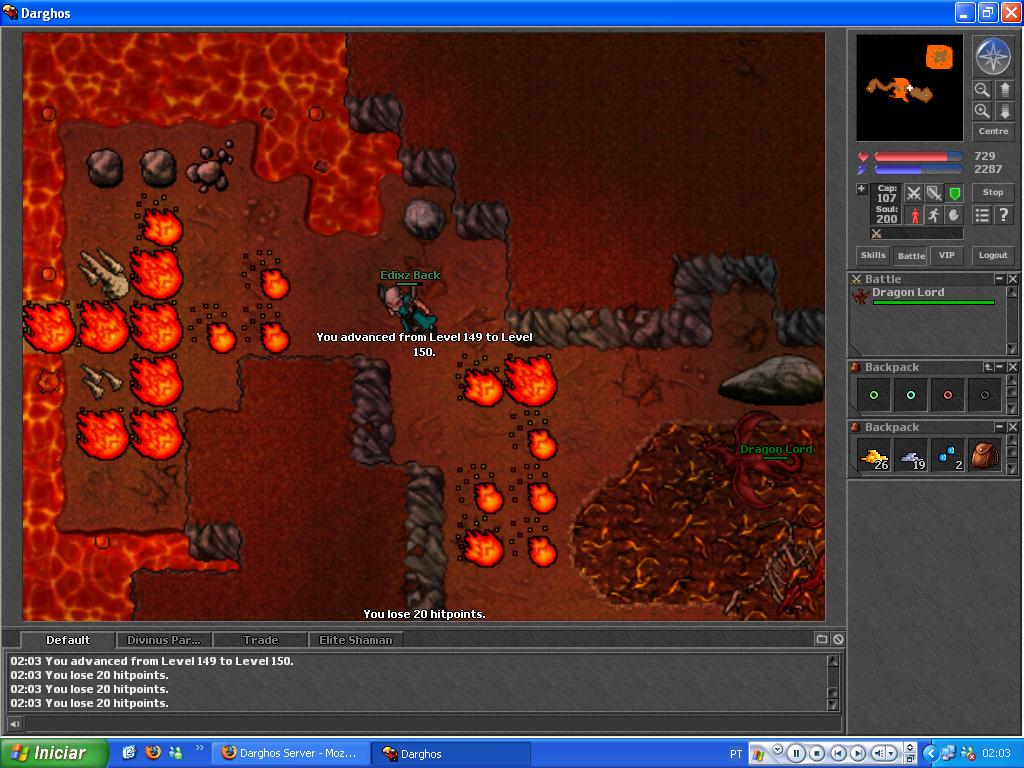 Darghos
Edixz Back
You advanced from Level 149 to Level
150.
Dragon Lord
You lose 20 hitpoints.
Centre
729
2287
Cap:
107
Soul:
200
Stop
?
Skills
Battle
VIP
Logout
Battle
Dragon Lord
Backpack
Backpack
26
19
2
Default
Divinus Par...
Trade
Elite Shaman
02:03 You advanced from Level 149 to Level 150.
02:03 You lose 20 hitpoints.
02:03 You lose 20 hitpoints.
02:03 You lose 20 hitpoints.
Iniciar
Darghos Server - Moz...
Darghos
PT
02:03